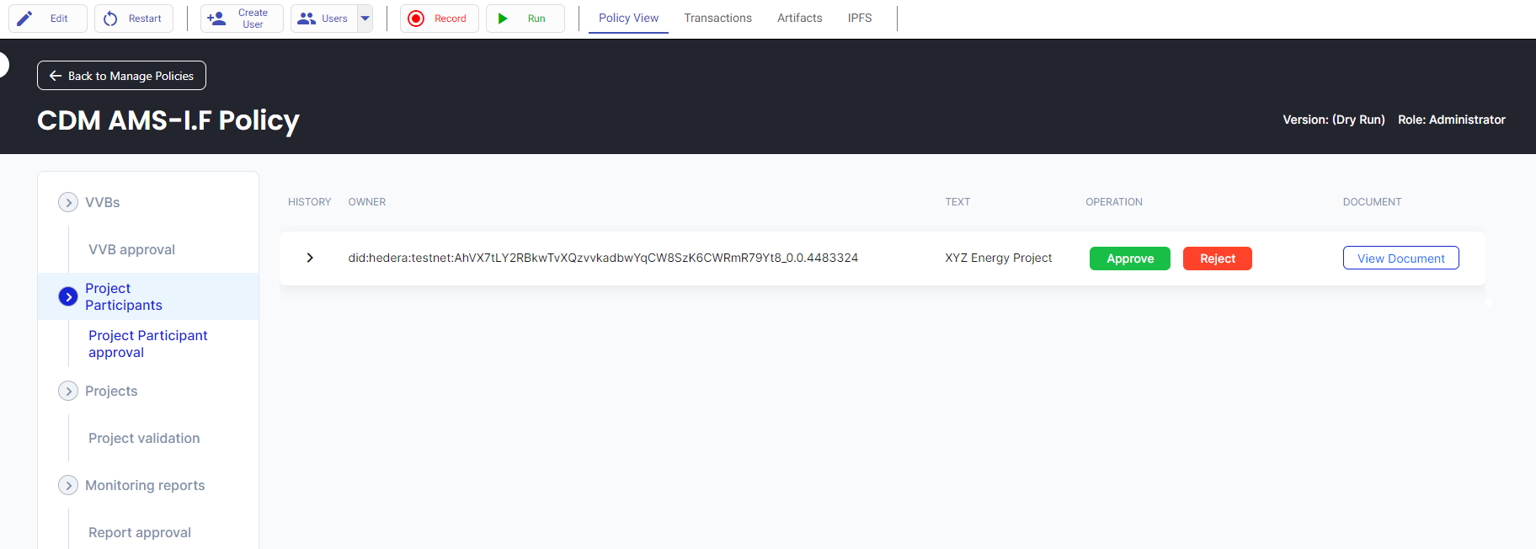 Edit
Restart
Create
User
Users
Record
Run
Policy View
Transactions
Artifacts
IPFS
Back to Manage Policies
CDM AMS-I.F Policy
Version: (Dry Run) Role: Administrator
VVBs
VVB approval
Project
Participants
Project Participant
approval
Projects
Project validation
Monitoring reports
Report approval
HISTORY OWNER TEXT OPERATION DOCUMENT
did:hedera:testnet:AhVX7tLY2RBkwTvXQzvvkadbwYqCW8SzK6CWRmR79Yt8_0.0.4483324 XYZ Energy Project Approve Reject View Document